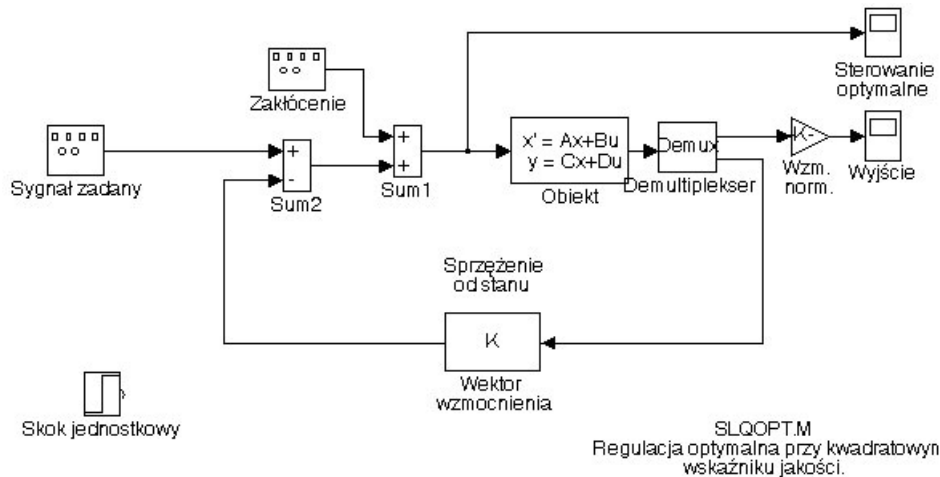 Sterowanie
optymalne
Zakłócenie
+
+
Sum1
Sygnał zadany
+
-
Sum2
x' = Ax+Bu
y = Cx+Du
Obiekt
Demux
Demultiplekser
K-
Wzm.
norm.
Wyjście
Sprzężenie
od stanu
K
Wektor
wzmocnienia
Skok jednostkowy
SLQOPT.M
Regulacja optymalna przy kwadratowym
wskaźniku jakości.